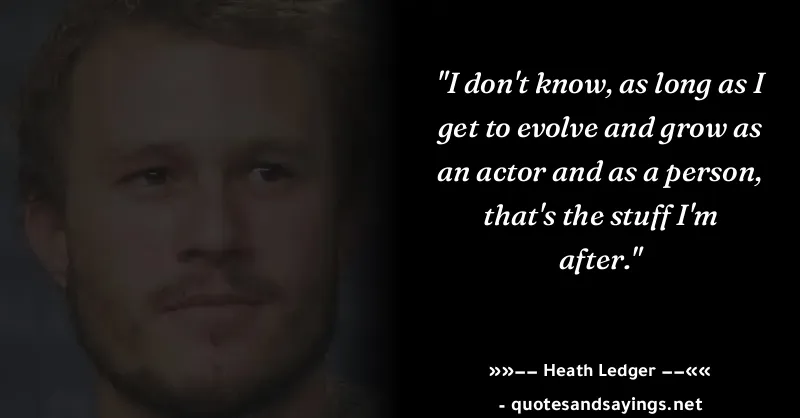 "I don't know, as long as I
get to evolve and grow as
an actor and as a person,
that's the stuff I'm
after."
»»−− Heath Ledger −−««
- quotesandsayings.net